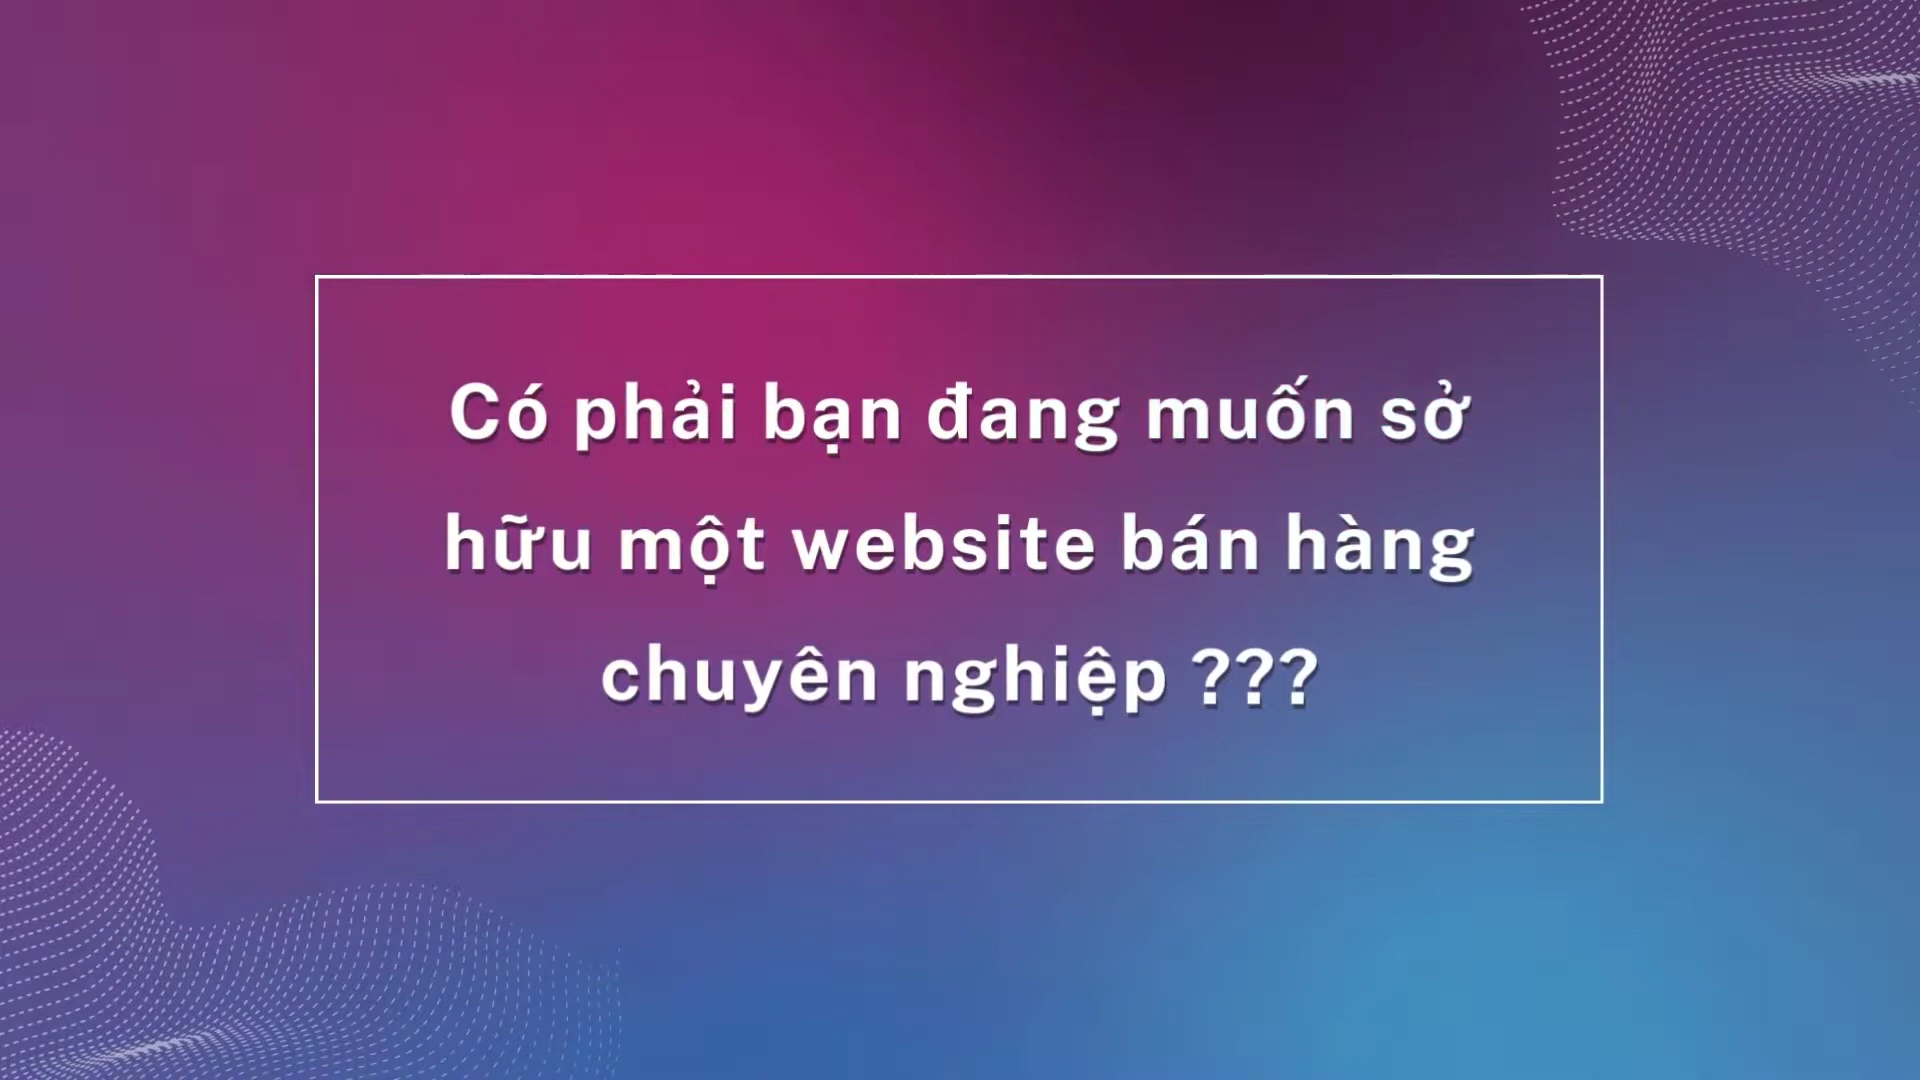 Có phải bạn đang muốn sở
hữu một website bán hàng
chuyên nghiệp ???